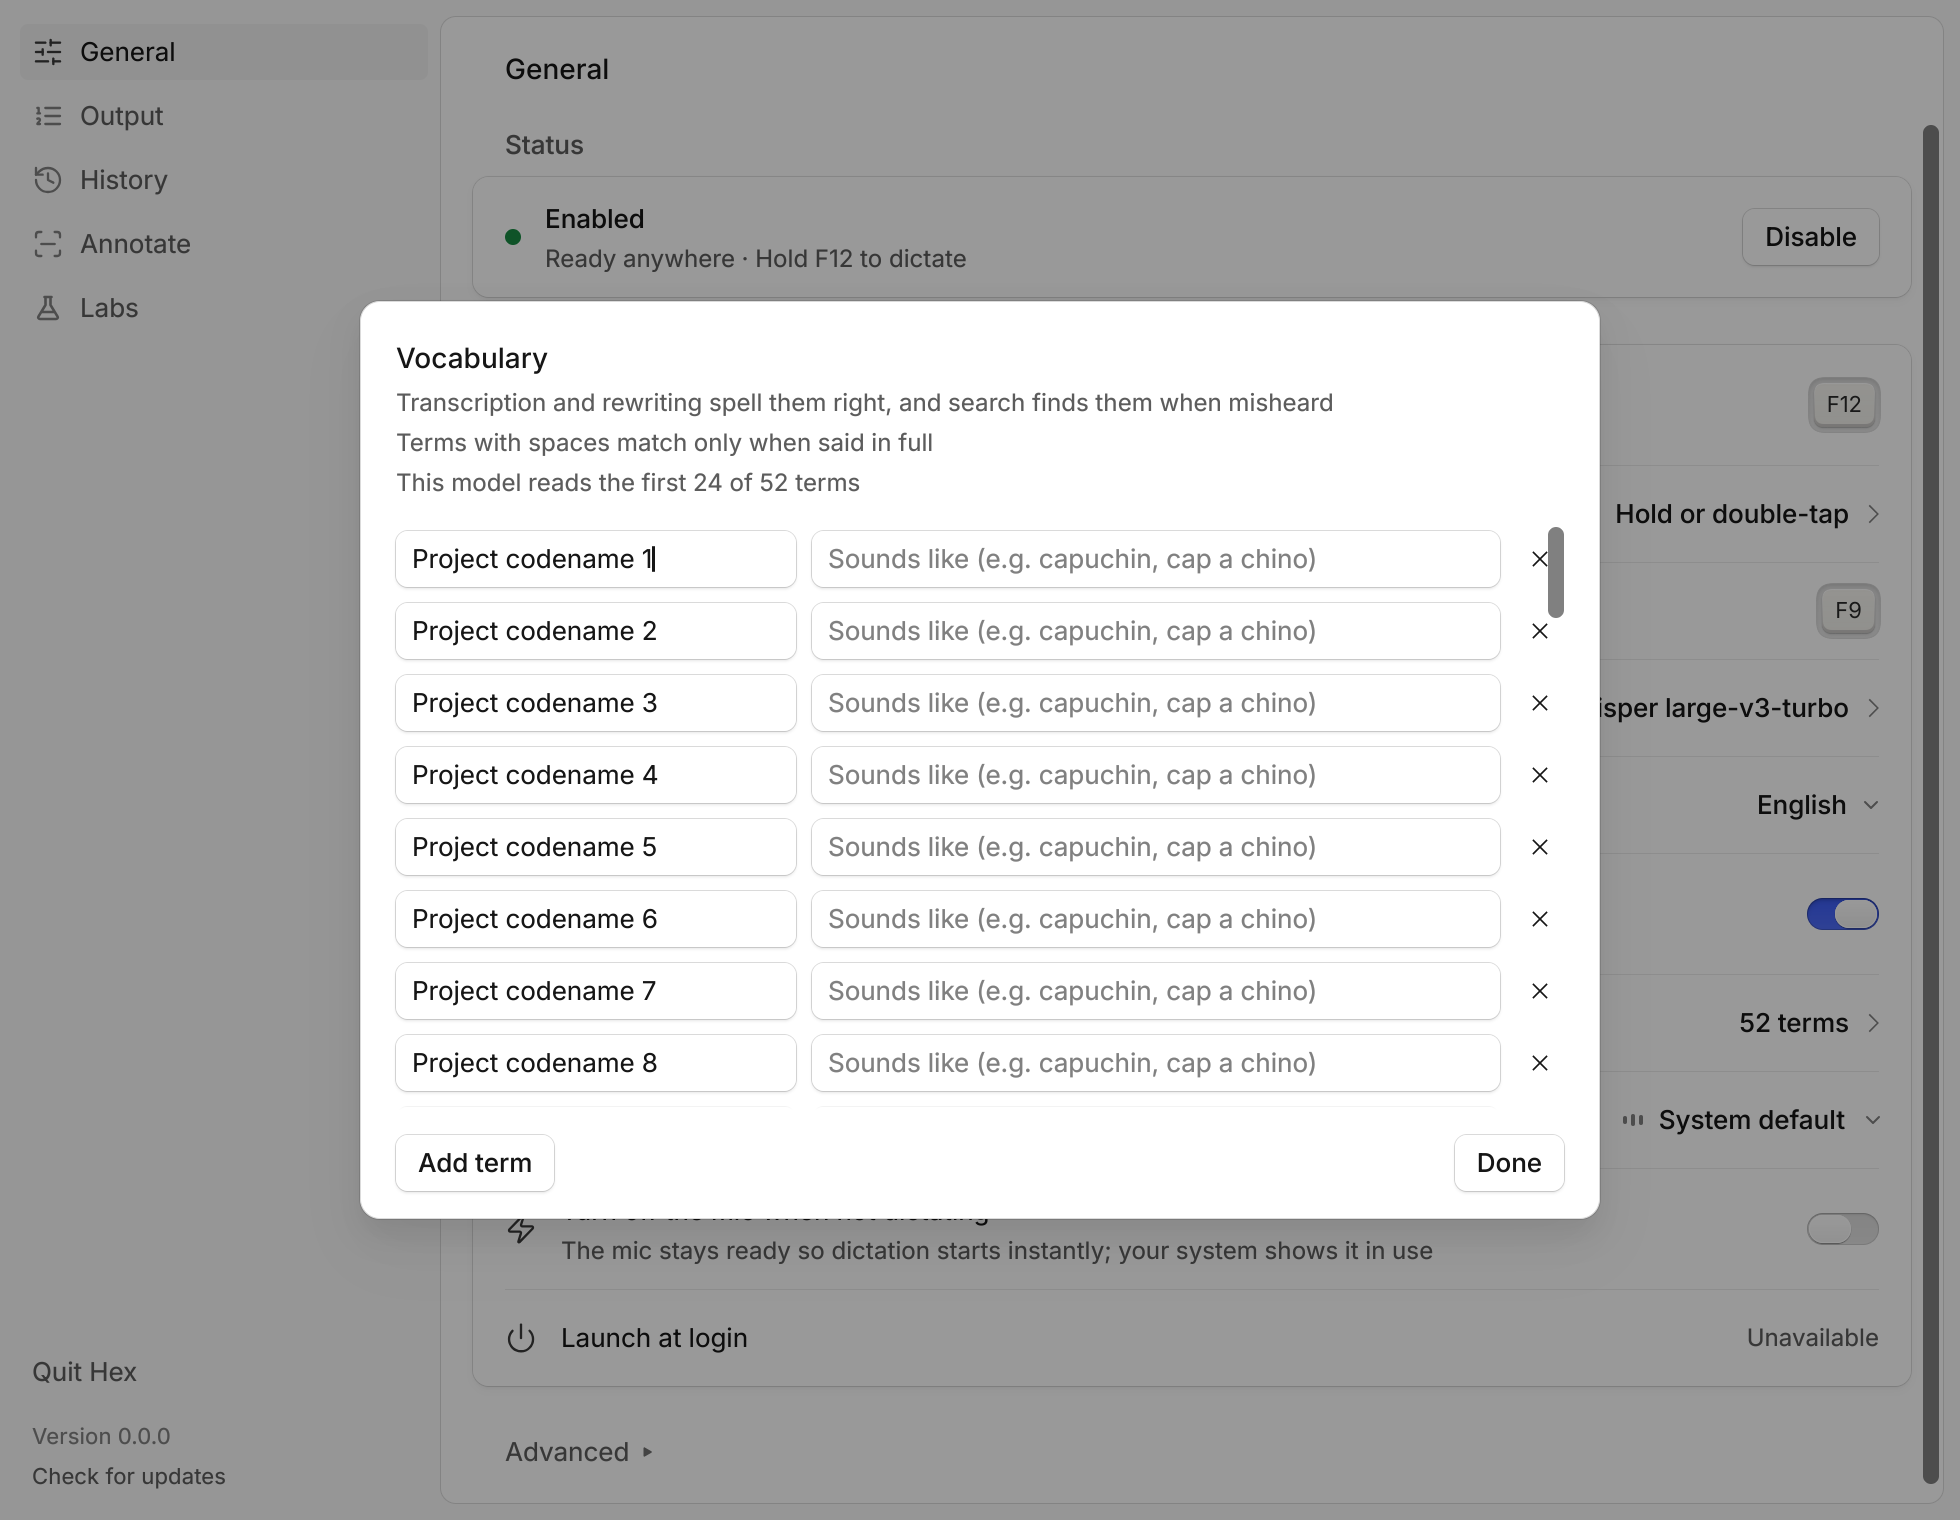 General
Output
History
Annotate
Labs
Quit Hex
Version 0.0.0
Check for updates
General
Status
Enabled
Ready anywhere · Hold F12 to dictate
Disable
F12
Hold or double-tap
F9
isper large-v3-turbo
English
52 terms
System default
Vocabulary
Transcription and rewriting spell them right, and search finds them when misheard
Terms with spaces match only when said in full
This model reads the first 24 of 52 terms
Project codename 1 Sounds like (e.g. capuchin, cap a chino)
Project codename 2 Sounds like (e.g. capuchin, cap a chino)
Project codename 3 Sounds like (e.g. capuchin, cap a chino)
Project codename 4 Sounds like (e.g. capuchin, cap a chino)
Project codename 5 Sounds like (e.g. capuchin, cap a chino)
Project codename 6 Sounds like (e.g. capuchin, cap a chino)
Project codename 7 Sounds like (e.g. capuchin, cap a chino)
Project codename 8 Sounds like (e.g. capuchin, cap a chino)
Add term
Done
The mic stays ready so dictation starts instantly; your system shows it in use
Launch at login
Unavailable
Advanced